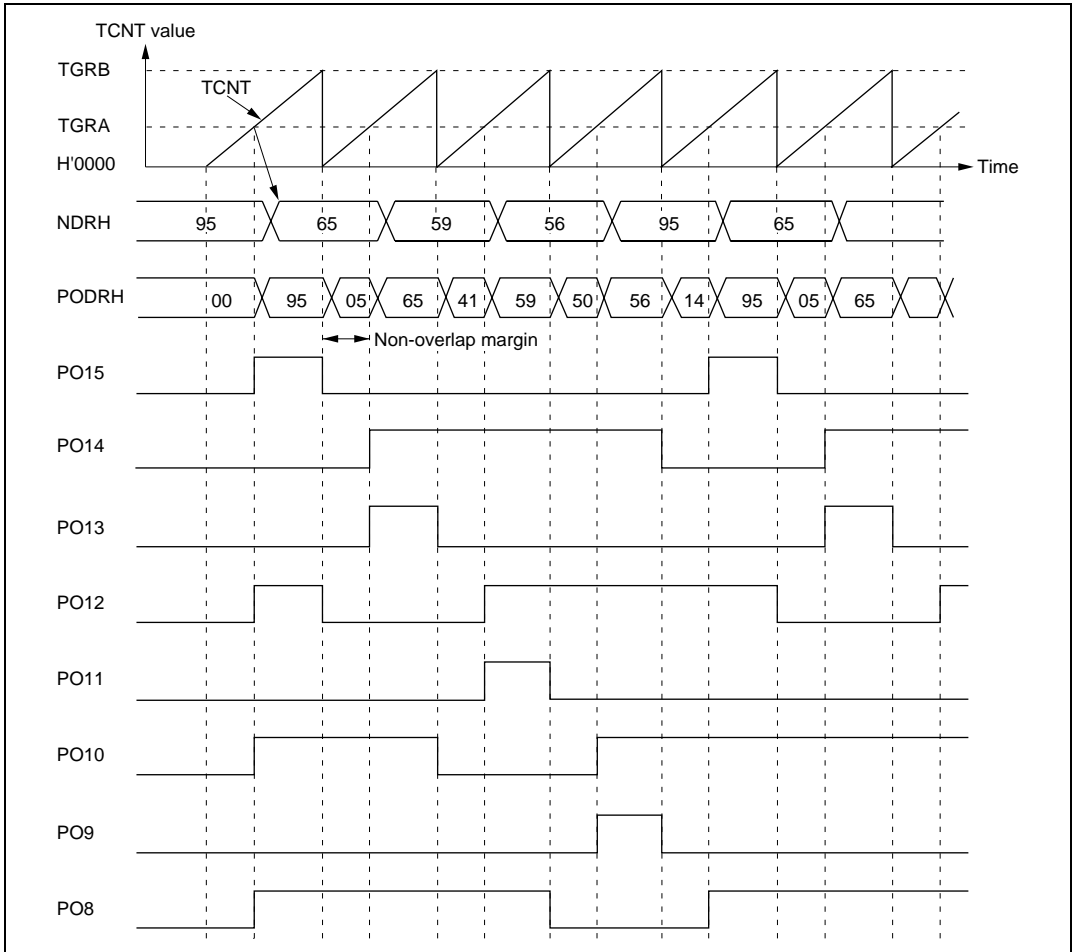 TCNT value
TGRB
TCNT
TGRA
H'0000
Time
NDRH 95 65 59 56 95 65
PODRH 00 95 05 65 41 59 50 56 14 95 05 65
Non-overlap margin
PO15
PO14
PO13
PO12
PO11
PO10
PO9
PO8